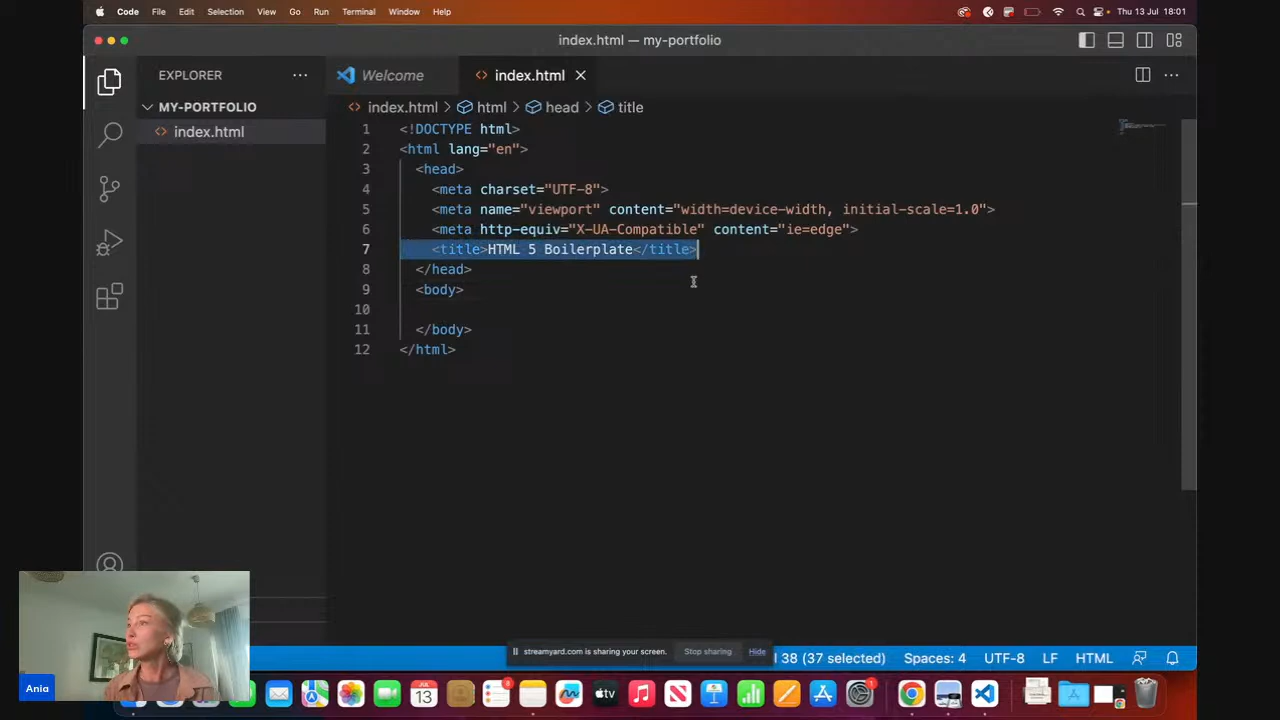 Code File Edit Selection View Go Run Terminal Window Help Thu 13 Jul 18:01
index.html — my-portfolio
EXPLORER
Welcome
index.html
MY-PORTFOLIO
index.html
index.html > html > head > title
1 <!DOCTYPE html>
2 <html lang="en">
3 <head>
4 <meta charset="UTF-8">
5 <meta name="viewport" content="width=device-width, initial-scale=1.0">
6 <meta http-equiv="X-UA-Compatible" content="ie=edge">
7 <title>HTML 5 Boilerplate</title>
8 </head>
9 <body>
10
11 </body>
12 </html>
streamyard.com is sharing your screen. Stop sharing Hide
38 (37 selected) Spaces: 4 UTF-8 LF HTML
Ania
tv
JUL
13